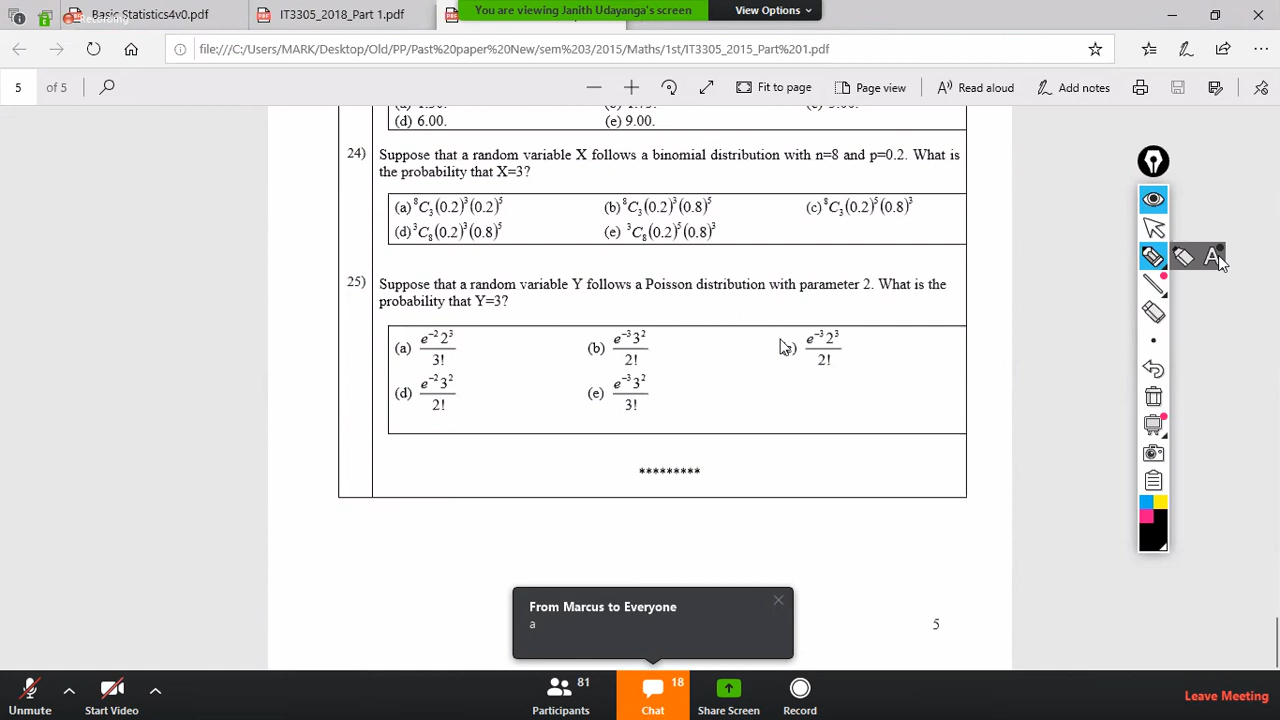 Basic Statistics4v0.pdf
IT3305_2018_Part 1.pdf
You are viewing Janith Udayanga's screen
View Options
file:///C:/Users/MARK/Desktop/Old/PP/Past%20paper%20New/sem%203/2015/Maths/1st/IT3305_2015_Part%201.pdf
5 of 5
Fit to page
Page view
Read aloud
Add notes
(d) 6.00. (e) 9.00.
24) Suppose that a random variable X follows a binomial distribution with n=8 and p=0.2. What is
the probability that X=3?
(a) ⁸C₃(0.2)³(0.2)⁵ (b) ⁸C₃(0.2)³(0.8)⁵ (c) ⁸C₃(0.2)⁵(0.8)³
(d) ³C₈(0.2)³(0.8)⁵ (e) ³C₈(0.2)⁵(0.8)³
25) Suppose that a random variable Y follows a Poisson distribution with parameter 2. What is the
probability that Y=3?
(a) e⁻²2³/3! (b) e⁻³3²/2! ) e⁻³2³/2!
(d) e⁻²3²/2! (e) e⁻³3²/3!
*********
From Marcus to Everyone
a
5
Unmute
Start Video
Participants 81
Chat 18
Share Screen
Record
Leave Meeting